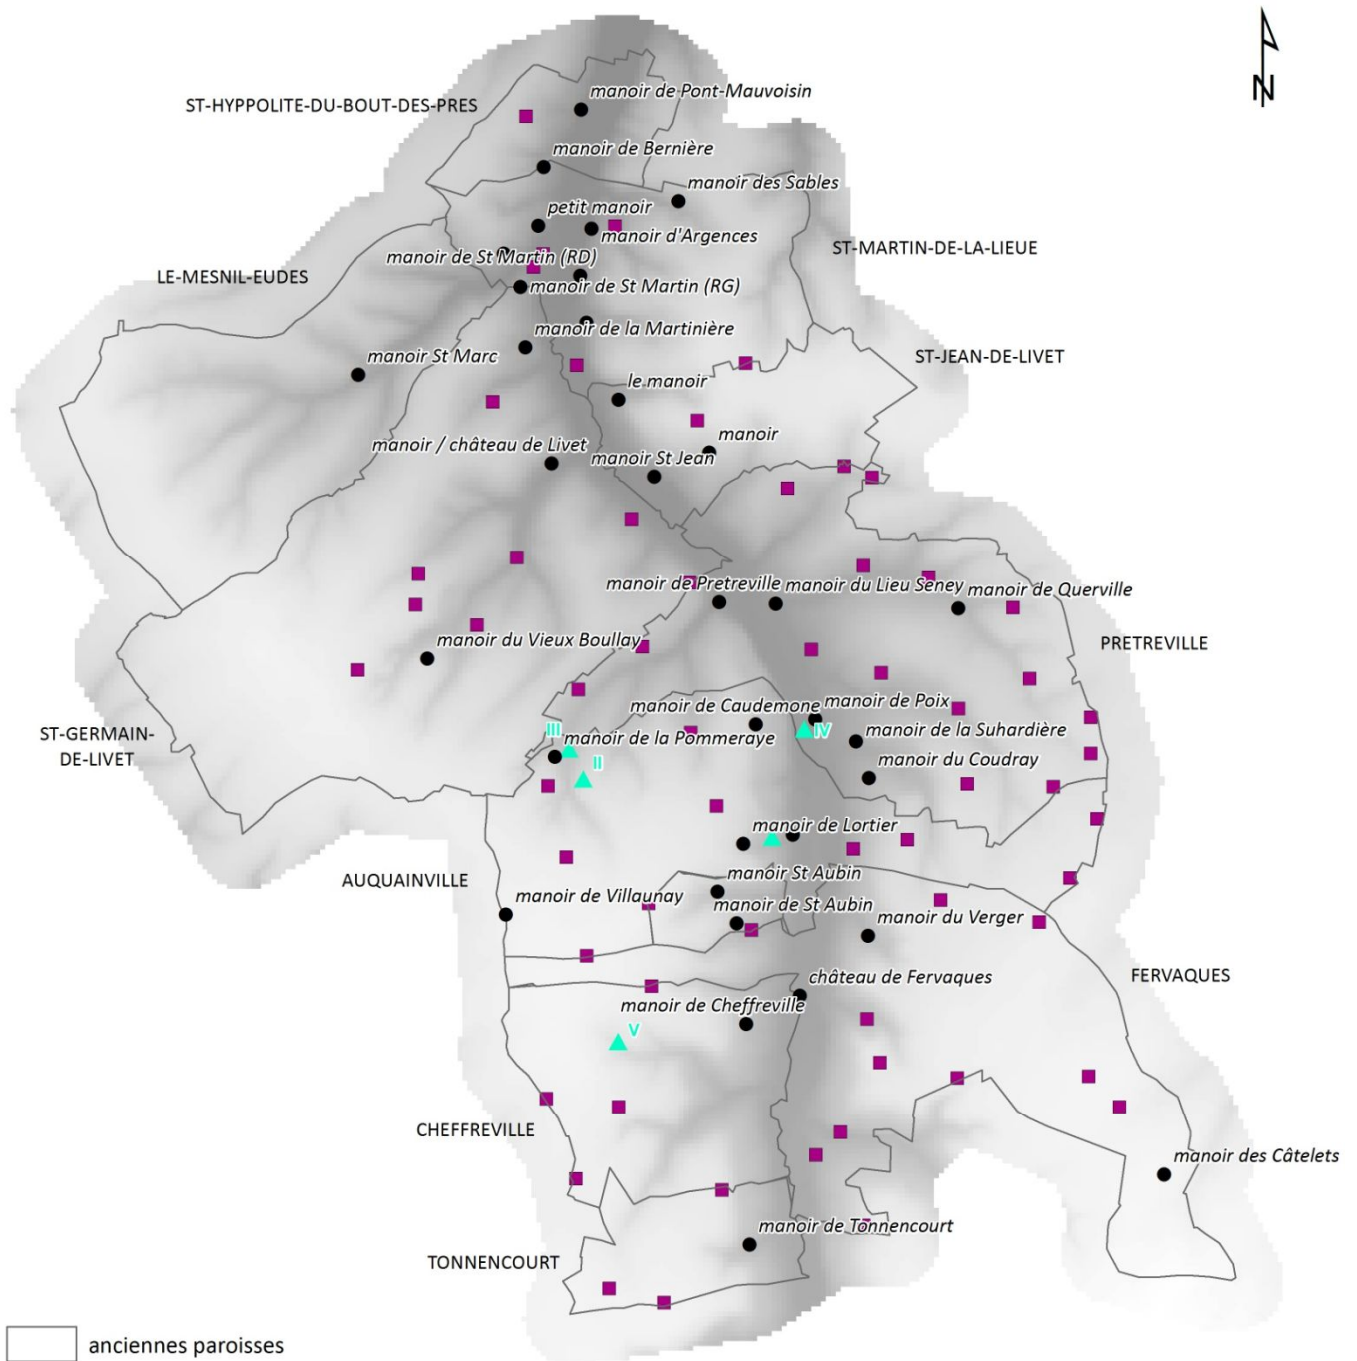 N
manoir de Pont-Mauvoisin
ST-HYPPOLITE-DU-BOUT-DES-PRES
manoir de Bernière
manoir des Sables
petit manoir
manoir d'Argences
ST-MARTIN-DE-LA-LIEUE
manoir de St Martin (RD)
LE-MESNIL-EUDES
manoir de St Martin (RG)
manoir de la Martinière
manoir St Marc
ST-JEAN-DE-LIVET
le manoir
manoir
manoir / château de Livet
manoir St Jean
manoir de Pretreville
manoir du Lieu Seney
manoir de Querville
manoir du Vieux Boullay
PRETREVILLE
manoir de Caudemone
manoir de Poix
IV
manoir de la Suhardière
ST-GERMAIN-
DE-LIVET
III
manoir de la Pommeraye
II
manoir du Coudray
manoir de Lortier
manoir St Aubin
AUQUAINVILLE
manoir de Villaunay
manoir de St Aubin
manoir du Verger
château de Fervaques
FERVAQUES
manoir de Cheffreville
V
CHEFFREVILLE
manoir des Câtelets
manoir de Tonnencourt
TONNENCOURT
anciennes paroisses